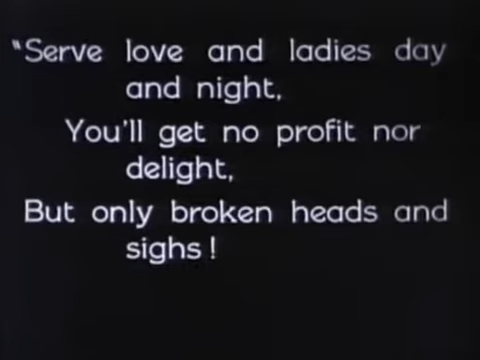 "Serve love and ladies day
and night,
You'll get no profit nor
delight,
But only broken heads and
sighs!